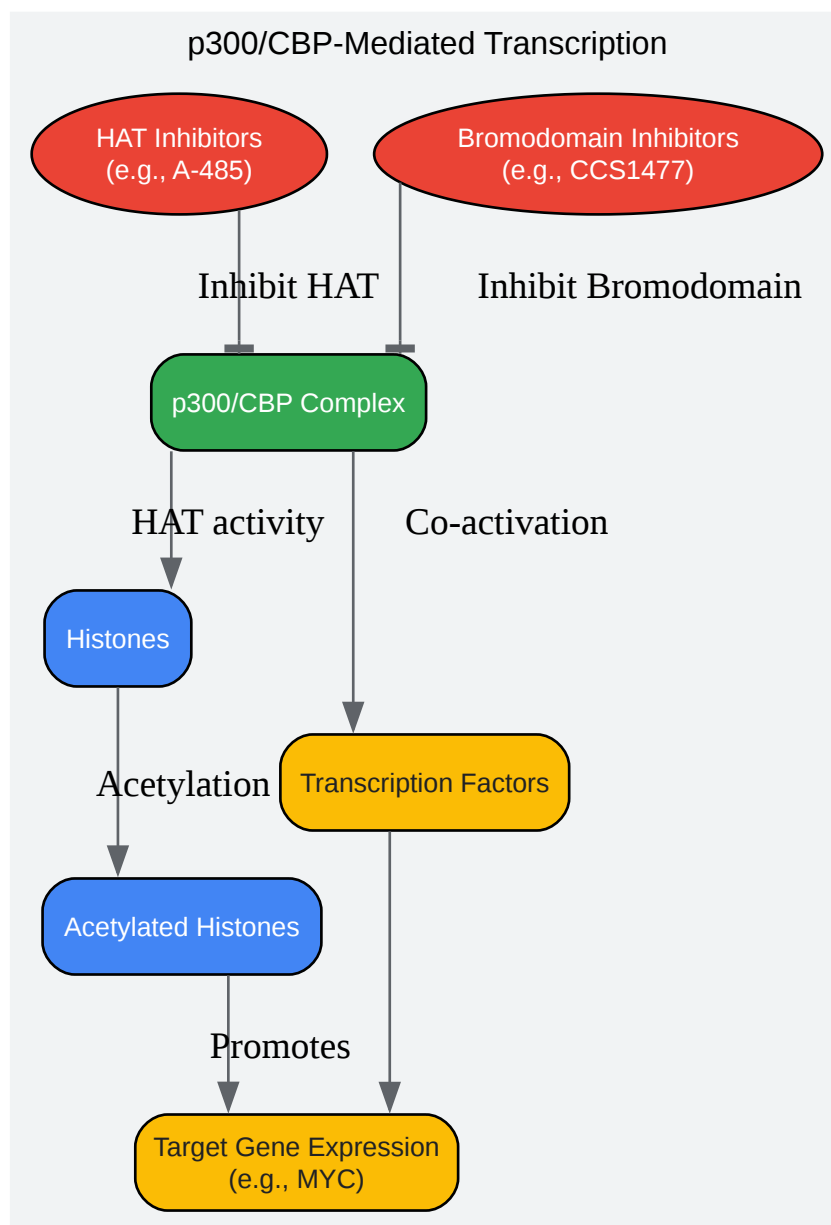 p300/CBP-Mediated Transcription
HAT Inhibitors
(e.g., A-485)
Bromodomain Inhibitors
(e.g., CCS1477)
Inhibit HAT
Inhibit Bromodomain
p300/CBP Complex
HAT activity
Co-activation
Histones
Acetylation
Transcription Factors
Acetylated Histones
Promotes
Target Gene Expression
(e.g., MYC)